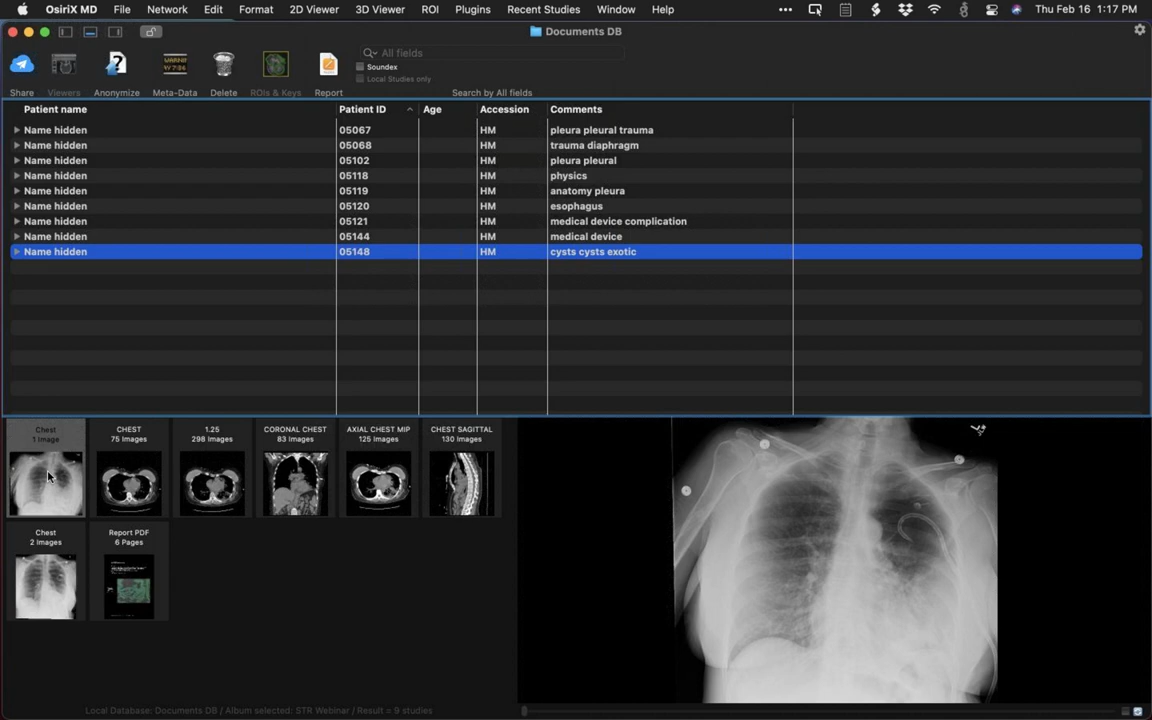 OsiriX MD File Network Edit Format 2D Viewer 3D Viewer ROI Plugins Recent Studies Window Help Thu Feb 16 1:17 PM
Documents DB
All fields
Soundex
Local Studies only
Share Viewers Anonymize Meta-Data Delete ROIs & Keys Report Search by All fields
Patient name Patient ID Age Accession Comments
Name hidden 05067 HM pleura pleural trauma
Name hidden 05068 HM trauma diaphragm
Name hidden 05102 HM pleura pleural
Name hidden 05118 HM physics
Name hidden 05119 HM anatomy pleura
Name hidden 05120 HM esophagus
Name hidden 05121 HM medical device complication
Name hidden 05144 HM medical device
Name hidden 05148 HM cysts cysts exotic
Chest CHEST 1.25 CORONAL CHEST AXIAL CHEST MIP CHEST SAGITTAL
1 Image 75 Images 298 Images 83 Images 125 Images 130 Images
Chest Report PDF
2 Images 6 Pages
Local Database: Documents DB / Album selected: STR Webinar / Result = 9 studies